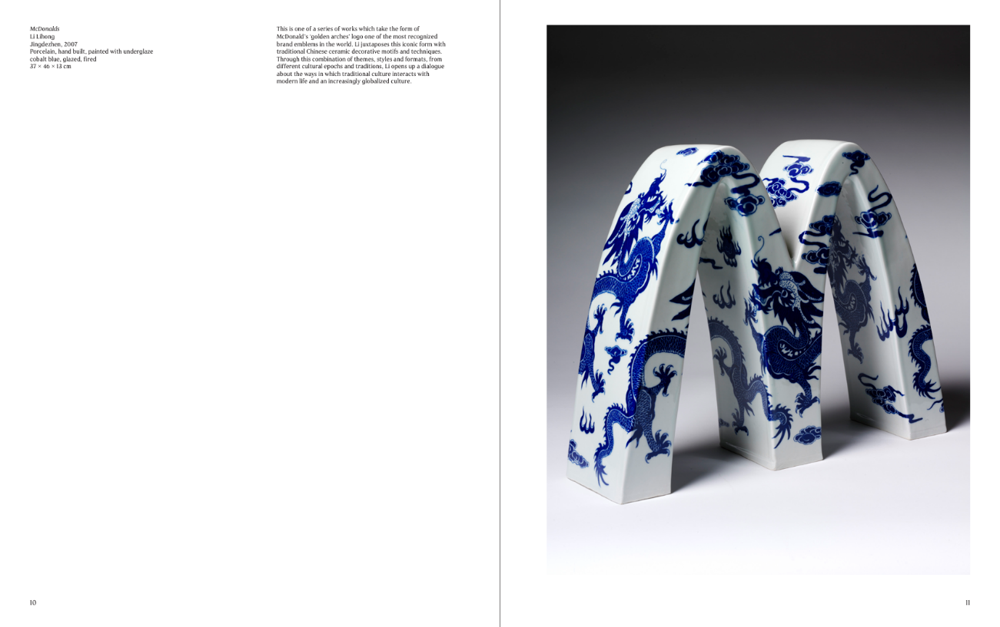 McDonalds
Li Lihong
Jingdezhen, 2007
Porcelain, hand built, painted with underglaze
cobalt blue, glazed, fired
37 × 46 × 13 cm
This is one of a series of works which take the form of
McDonald's 'golden arches' logo one of the most recognized
brand emblems in the world. Li juxtaposes this iconic form with
traditional Chinese ceramic decorative motifs and techniques.
Through this combination of themes, styles and formats, from
different cultural epochs and traditions, Li opens up a dialogue
about the ways in which traditional culture interacts with
modern life and an increasingly globalized culture.
10
11